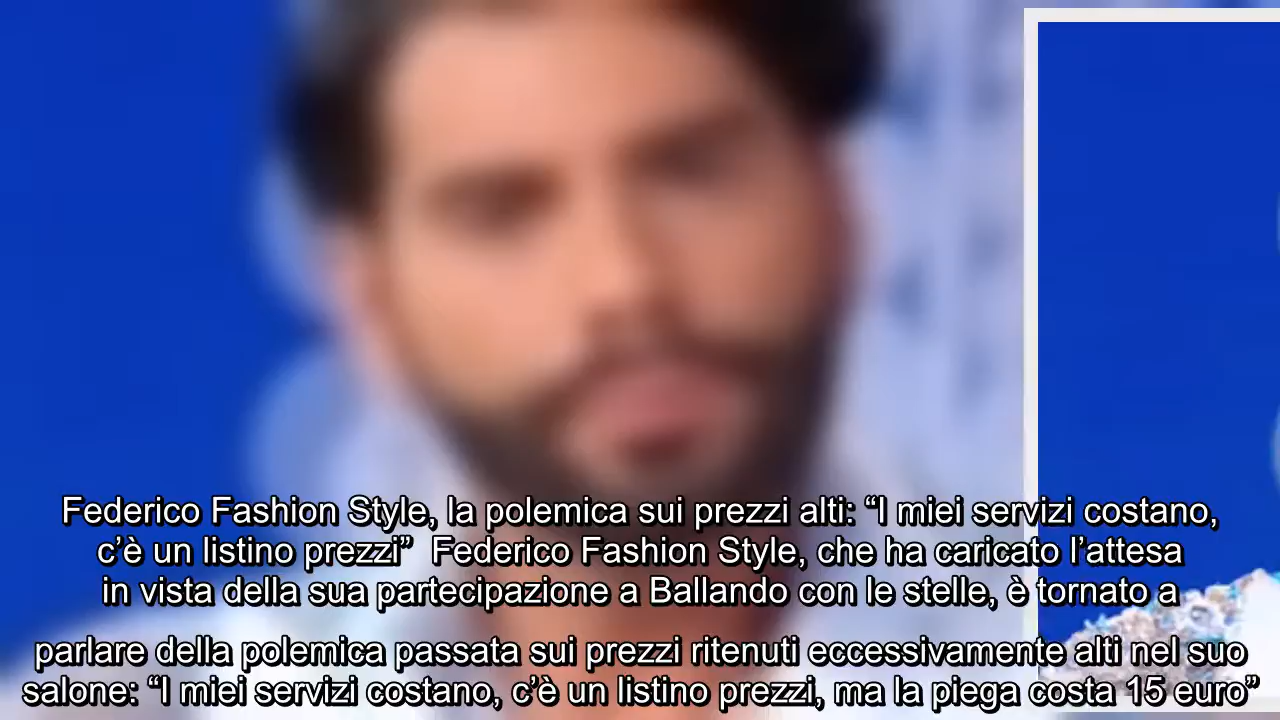 Federico Fashion Style, la polemica sui prezzi alti: “I miei servizi costano,
c’è un listino prezzi”  Federico Fashion Style, che ha caricato l’attesa
in vista della sua partecipazione a Ballando con le stelle, è tornato a
parlare della polemica passata sui prezzi ritenuti eccessivamente alti nel suo
salone: “I miei servizi costano, c’è un listino prezzi, ma la piega costa 15 euro”